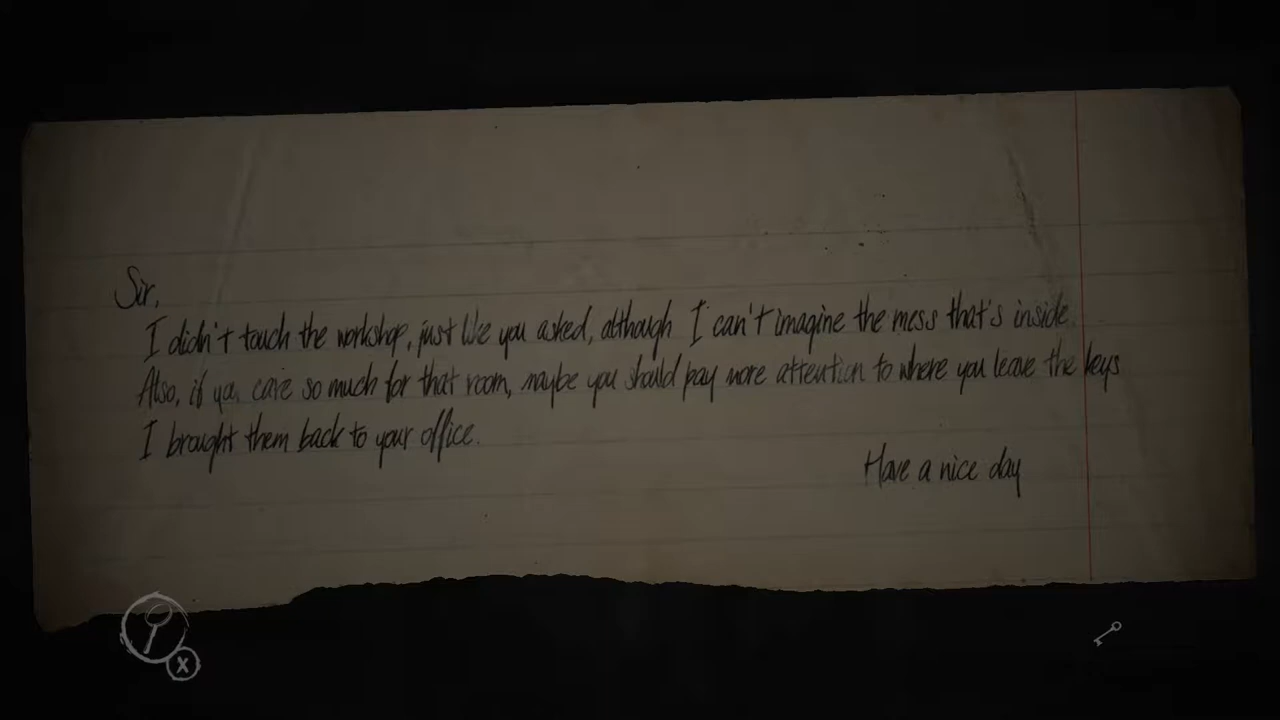 Sir,
I didn't touch the workshop, just like you asked, although I can't imagine the mess that's inside.
Also, if you care so much for that room, maybe you should pay more attention to where you leave the keys
I brought them back to your office.
Have a nice day
X